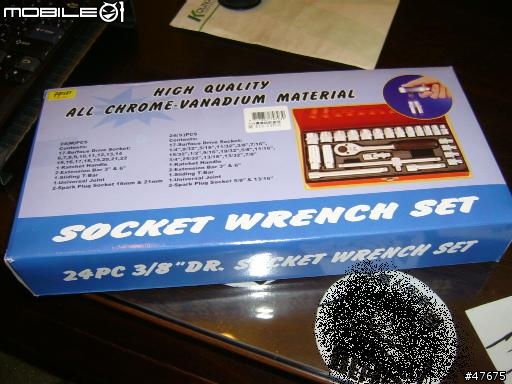 MOBILE01
HIGH QUALITY
ALL CHROME-VANADIUM MATERIAL
24(M)PCS
Contents:
17-Surface Drive Socket:
6,7,8,9,10,11,12,13,14
15,16,17,18,19,20,21,22
1-Ratchet Handle
2-Extension Bar 3" & 6"
1-Sliding T-Bar
1-Universal Joint
2-Spark Plug Socket 16mm & 21mm
PCS
Contents:
17-Surface Drive Socket:
1-Ratchet Handle
2-Extension Bar 3" & 6"
1-Sliding T-Bar
1-Universal Joint
2-Spark Plug Socket 5/8" & 13/16"
SOCKET WRENCH SET
24PC 3/8"DR. SOCKET WRENCH SET
#47675